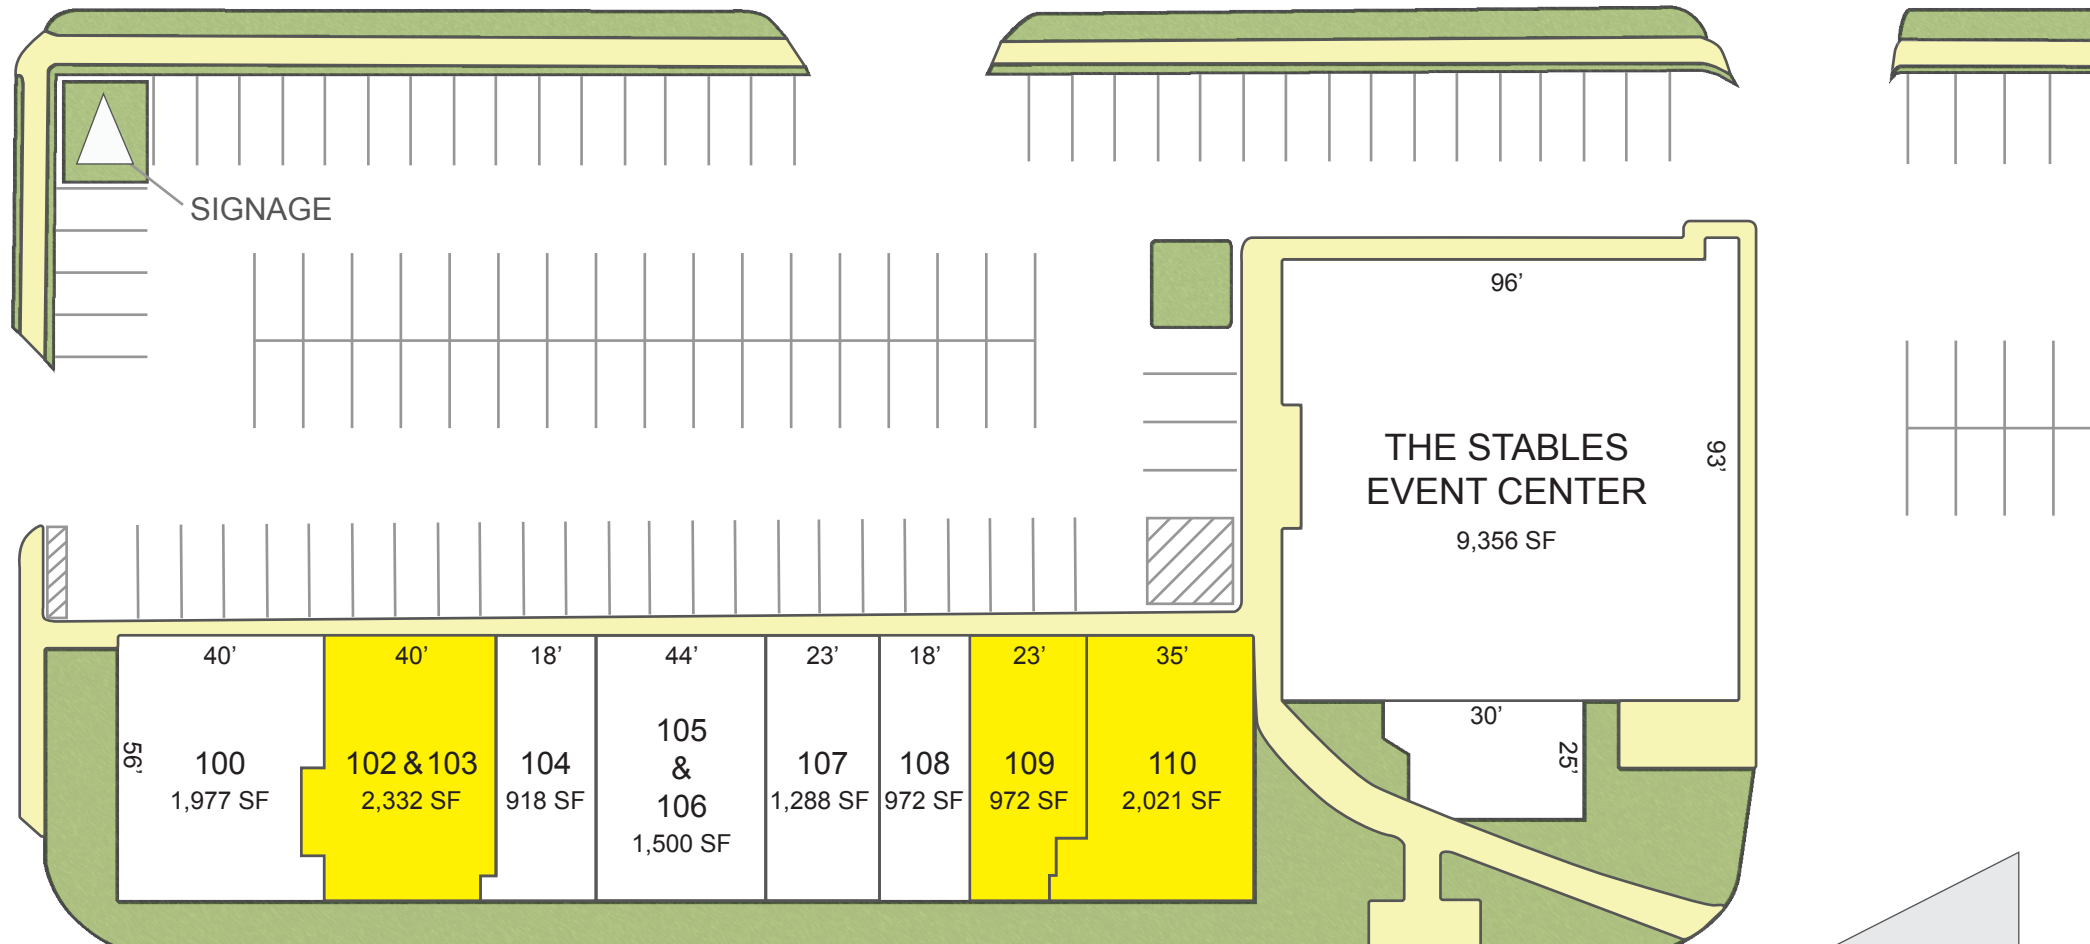 SIGNAGE
96’
THE STABLES
EVENT CENTER
9,356 SF
93’
30’
25’
40’
56’
100
1,977 SF
40’
102 & 103
2,332 SF
18’
104
918 SF
44’
105
&
106
1,500 SF
23’
107
1,288 SF
18’
108
972 SF
23’
109
972 SF
35’
110
2,021 SF